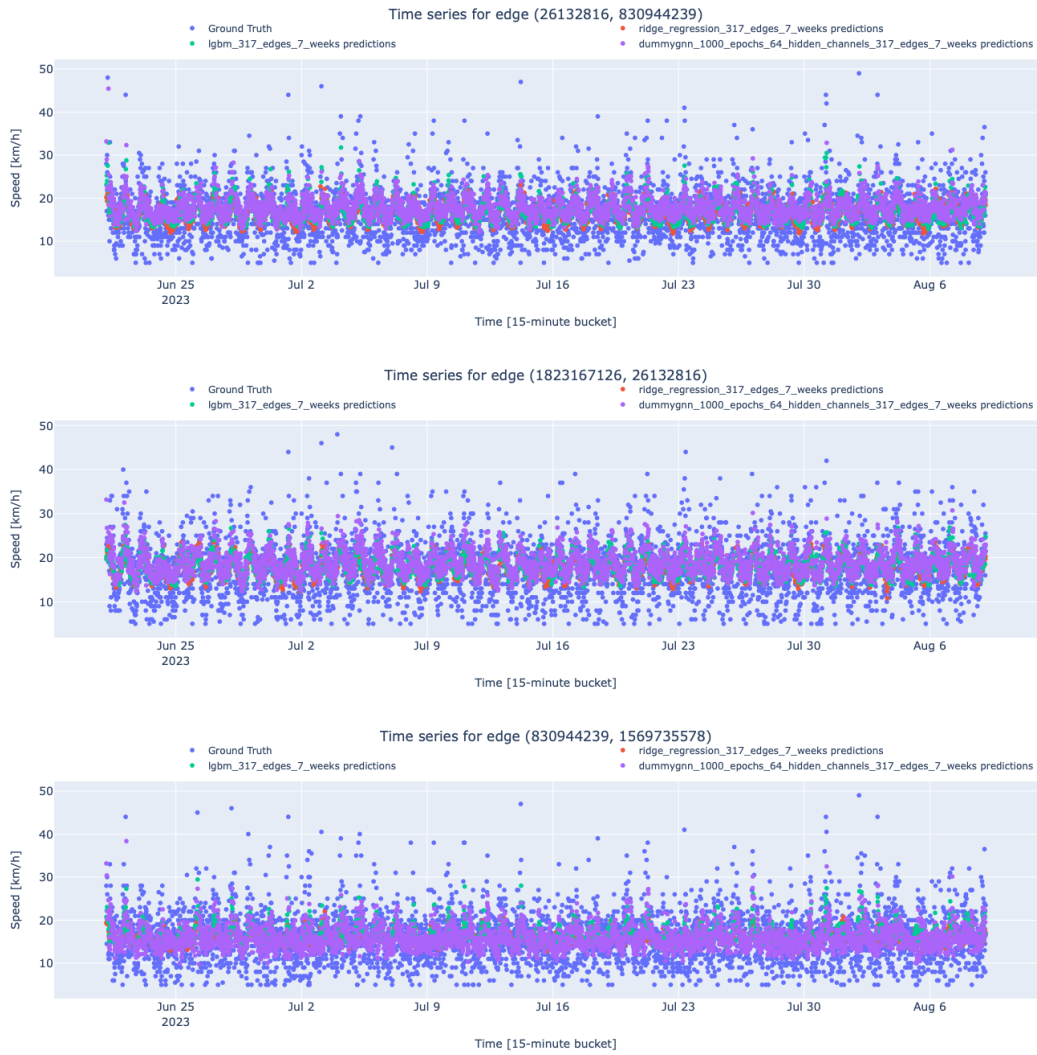 Time series for edge (26132816, 830944239)
Ground Truth
ridge_regression_317_edges_7_weeks predictions
lgbm_317_edges_7_weeks predictions
dummygnn_1000_epochs_64_hidden_channels_317_edges_7_weeks predictions
50
40
30
20
10
Speed [km/h]
Jun 25 Jul 2 Jul 9 Jul 16 Jul 23 Jul 30 Aug 6
2023
Time [15-minute bucket]
Time series for edge (1823167126, 26132816)
Ground Truth
ridge_regression_317_edges_7_weeks predictions
lgbm_317_edges_7_weeks predictions
dummygnn_1000_epochs_64_hidden_channels_317_edges_7_weeks predictions
50
40
30
20
10
Speed [km/h]
Jun 25 Jul 2 Jul 9 Jul 16 Jul 23 Jul 30 Aug 6
2023
Time [15-minute bucket]
Time series for edge (830944239, 1569735578)
Ground Truth
ridge_regression_317_edges_7_weeks predictions
lgbm_317_edges_7_weeks predictions
dummygnn_1000_epochs_64_hidden_channels_317_edges_7_weeks predictions
50
40
30
20
10
Speed [km/h]
Jun 25 Jul 2 Jul 9 Jul 16 Jul 23 Jul 30 Aug 6
2023
Time [15-minute bucket]